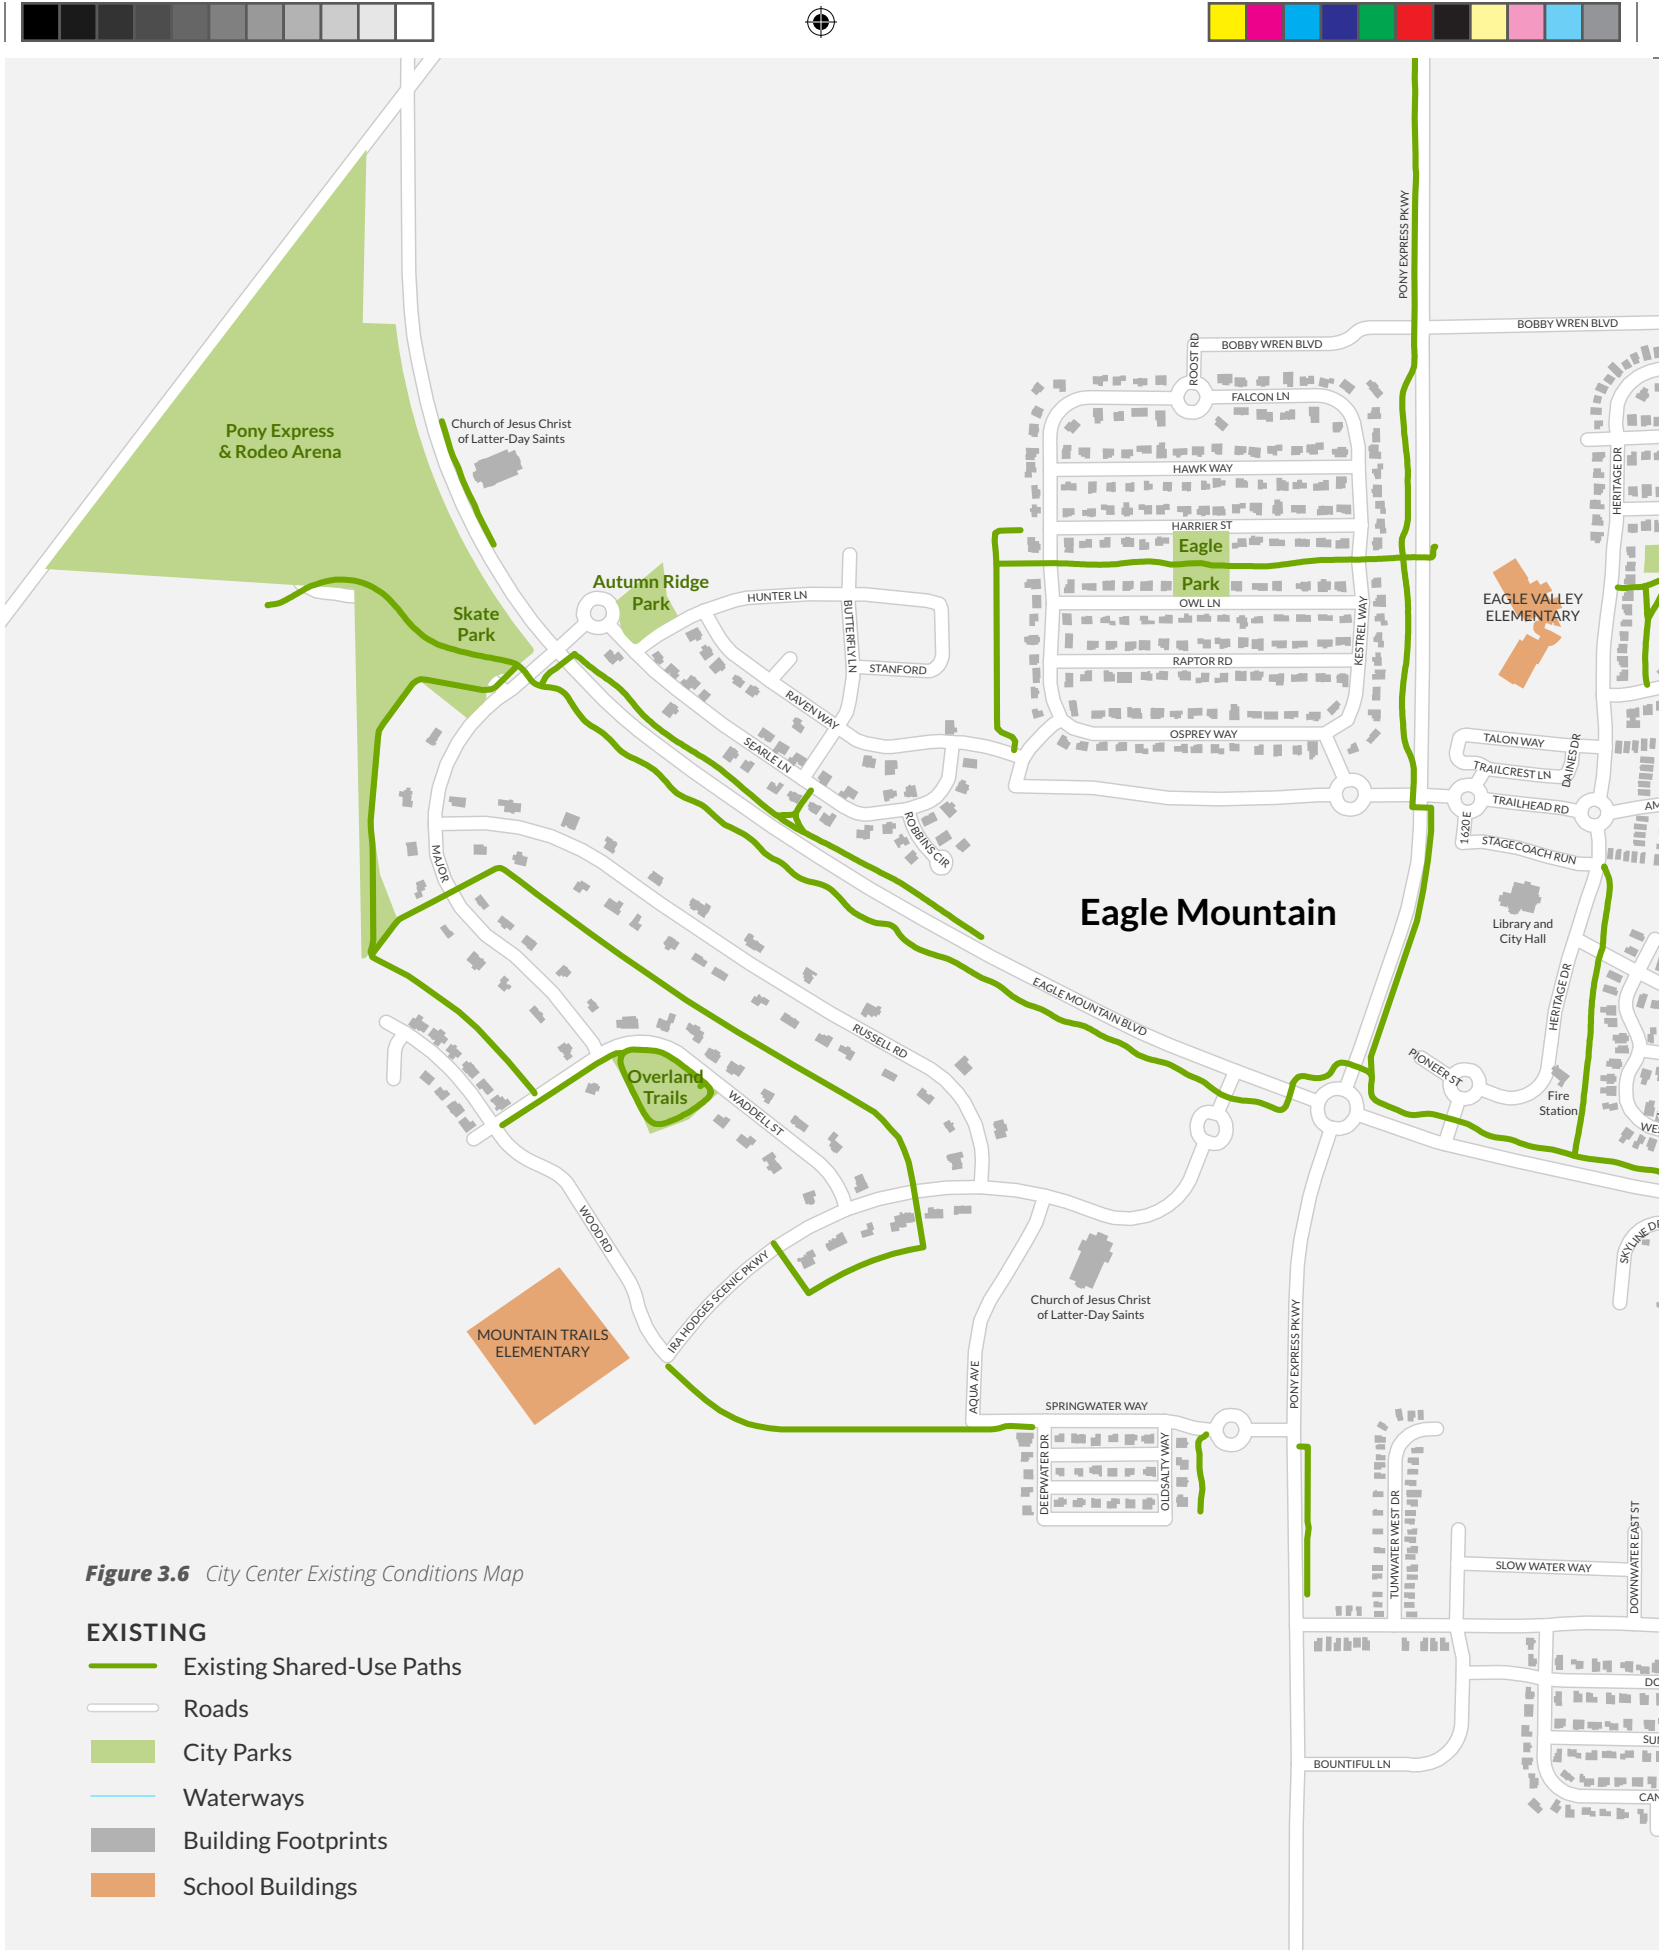 PONY EXPRESS PKWY
BOBBY WREN BLVD
BOBBY WREN BLVD
ROOST RD
FALCON LN
Pony Express
& Rodeo Arena
Church of Jesus Christ
of Latter-Day Saints
HAWK WAY
HERITAGE DR
HARRIER ST
Eagle
Park
OWL LN
KESTREL WAY
RAPTOR RD
OSPREY WAY
EAGLE VALLEY
ELEMENTARY
Autumn Ridge
Park
Skate
Park
HUNTER LN
BUTTERFLY LN
STANFORD
RAVEN WAY
SEARLE LN
ROBBINS CIR
TALON WAY
DAINES DR
TRAILCREST LN
TRAILHEAD RD
AM
1620 E
STAGECOACH RUN
MAJOR
Eagle Mountain
Library and
City Hall
HERITAGE DR
EAGLE MOUNTAIN BLVD
RUSSELL RD
PIONEER ST
Fire
Station
WES
Overland
Trails
WADDELL ST
WOOD RD
IRA HODGES SCENIC PKWY
SKYLINE DR
Church of Jesus Christ
of Latter-Day Saints
MOUNTAIN TRAILS
ELEMENTARY
PONY EXPRESS PKWY
AQUA AVE
SPRINGWATER WAY
DEEPWATER DR
OLDSALTY WAY
TUMWATER WEST DR
SLOW WATER WAY
DOWNWATER EAST ST
DO
SUN
BOUNTIFUL LN
CAN
Figure 3.6 City Center Existing Conditions Map
EXISTING
Existing Shared-Use Paths
Roads
City Parks
Waterways
Building Footprints
School Buildings